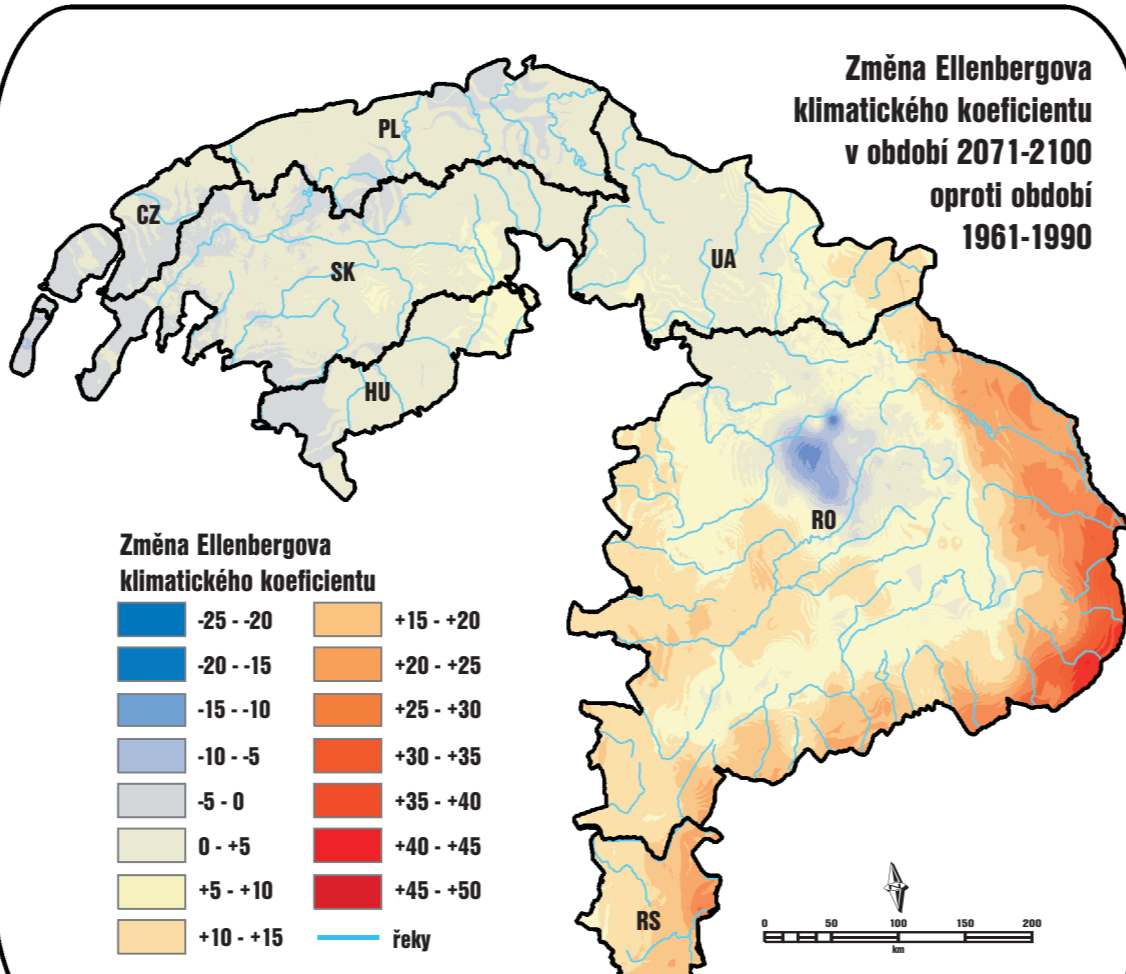 Změna Ellenbergova
klimatického koeficientu
v období 2071-2100
oproti období
1961-1990
PL
CZ
SK
UA
HU
RO
RS
Změna Ellenbergova
klimatického koeficientu
-25 - -20
-20 - -15
-15 - -10
-10 - -5
-5 - 0
0 - +5
+5 - +10
+10 - +15
+15 - +20
+20 - +25
+25 - +30
+30 - +35
+35 - +40
+40 - +45
+45 - +50
řeky
0 50 100 150 200
km